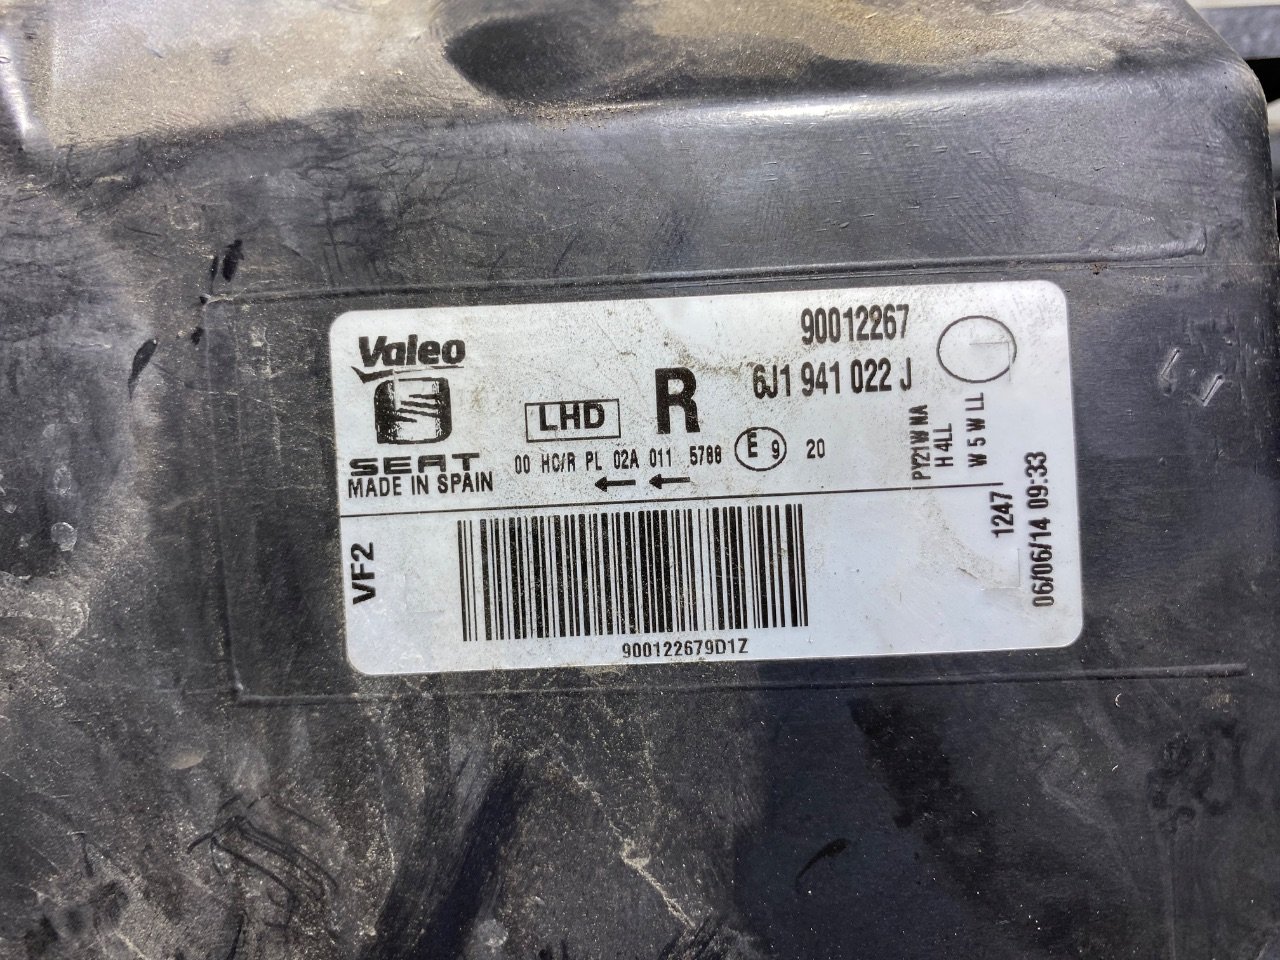 Valeo
SEAT
MADE IN SPAIN
LHD
R
90012267
6J1 941 022 J
00 HC/R PL 02A 011 5788 E 9 20
PY21W NA
H 4LL
W 5 W LL
VF2
900122679D1Z
1247
06/06/14 09:33